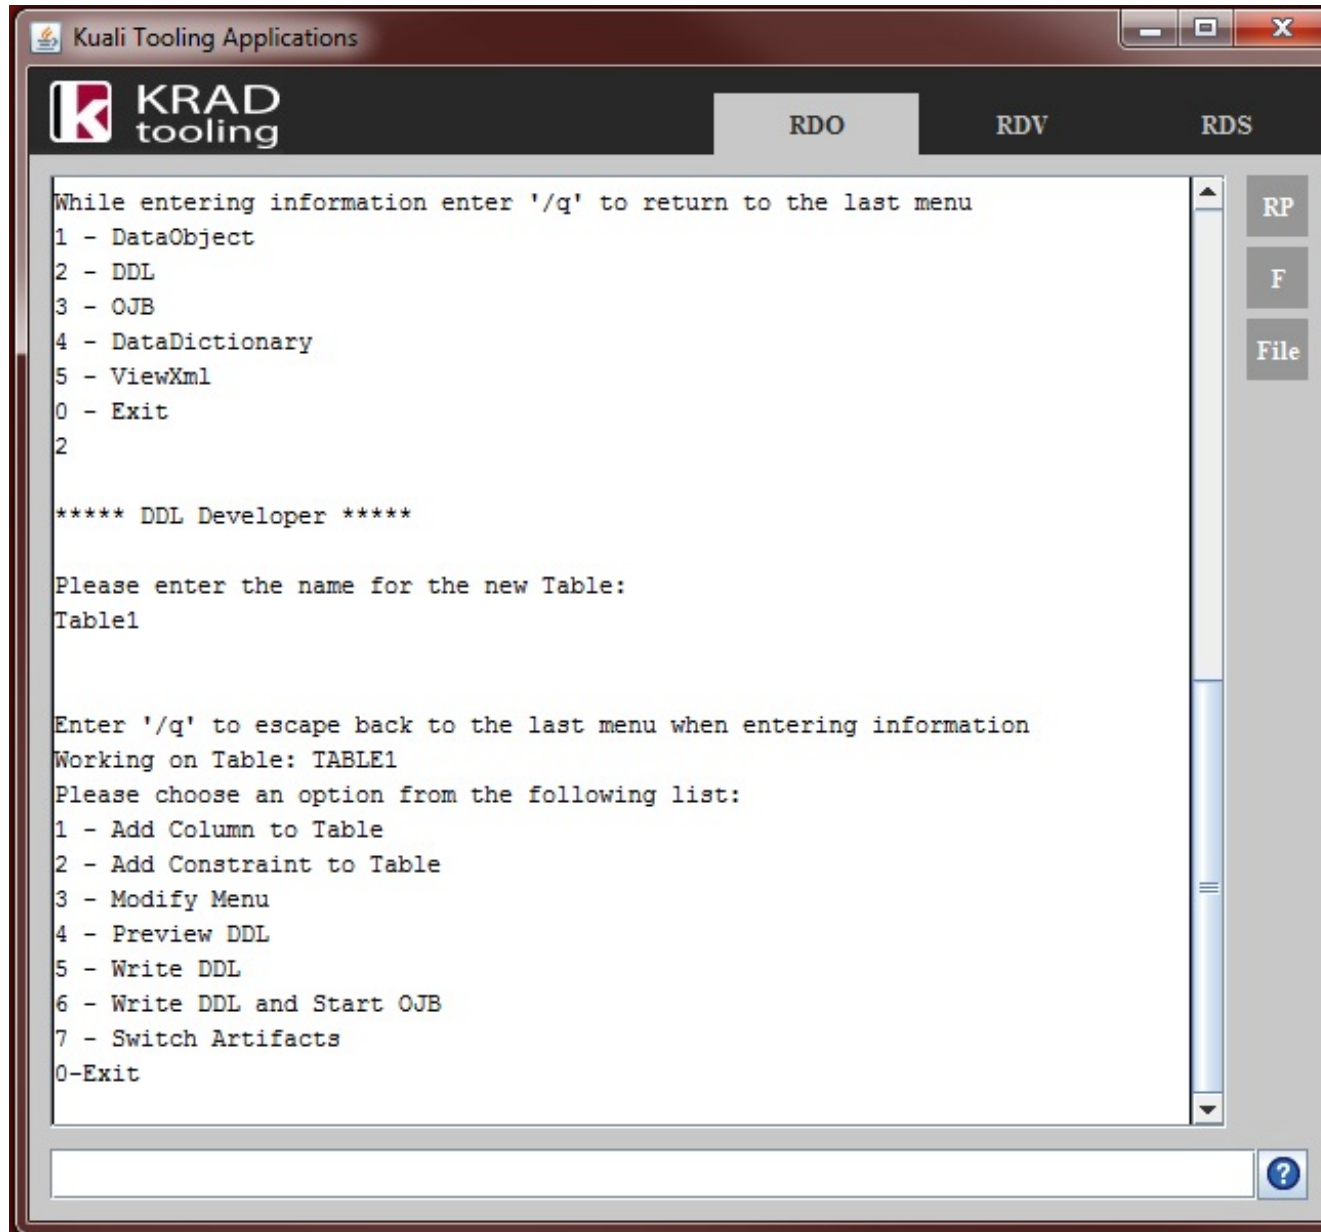 Kuali Tooling Applications
KRAD
tooling
RDO
RDV
RDS
While entering information enter '/q' to return to the last menu
1 - DataObject
2 - DDL
3 - OJB
4 - DataDictionary
5 - ViewXml
0 - Exit
2
***** DDL Developer *****
Please enter the name for the new Table:
Table1
Enter '/q' to escape back to the last menu when entering information
Working on Table: TABLE1
Please choose an option from the following list:
1 - Add Column to Table
2 - Add Constraint to Table
3 - Modify Menu
4 - Preview DDL
5 - Write DDL
6 - Write DDL and Start OJB
7 - Switch Artifacts
0-Exit
RP
F
File
?